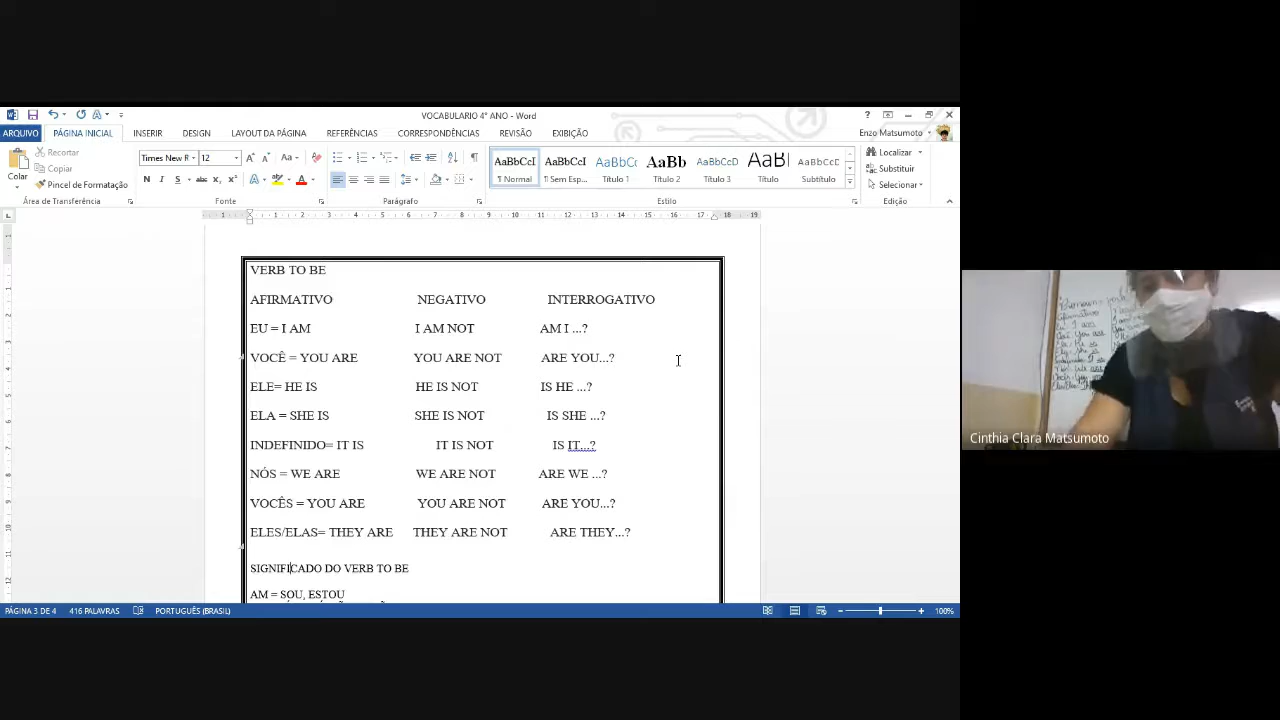 VOCABULARIO 4° ANO - Word
ARQUIVO PÁGINA INICIAL INSERIR DESIGN LAYOUT DA PÁGINA REFERÊNCIAS CORRESPONDÊNCIAS REVISÃO EXIBIÇÃO Enzo Matsumoto
Colar
Recortar
Copiar
Pincel de Formatação
Área de Transferência
Times New R 12
Fonte
Parágrafo
AaBbCcI AaBbCcI AaBbCc AaBb AaBbCcD AaBl AaBbCcD
¶ Normal ¶ Sem Esp... Título 1 Título 2 Título 3 Título Subtítulo
Estilo
Localizar
Substituir
Selecionar
Edição
VERB TO BE
AFIRMATIVO NEGATIVO INTERROGATIVO
EU = I AM I AM NOT AM I ...?
VOCÊ = YOU ARE YOU ARE NOT ARE YOU...?
ELE= HE IS HE IS NOT IS HE ...?
ELA = SHE IS SHE IS NOT IS SHE ...?
INDEFINIDO= IT IS IT IS NOT IS IT...?
NÓS = WE ARE WE ARE NOT ARE WE ...?
VOCÊS = YOU ARE YOU ARE NOT ARE YOU...?
ELES/ELAS= THEY ARE THEY ARE NOT ARE THEY...?
SIGNIFICADO DO VERB TO BE
AM = SOU, ESTOU
PÁGINA 3 DE 4 416 PALAVRAS PORTUGUÊS (BRASIL) 100%
Cinthia Clara Matsumoto